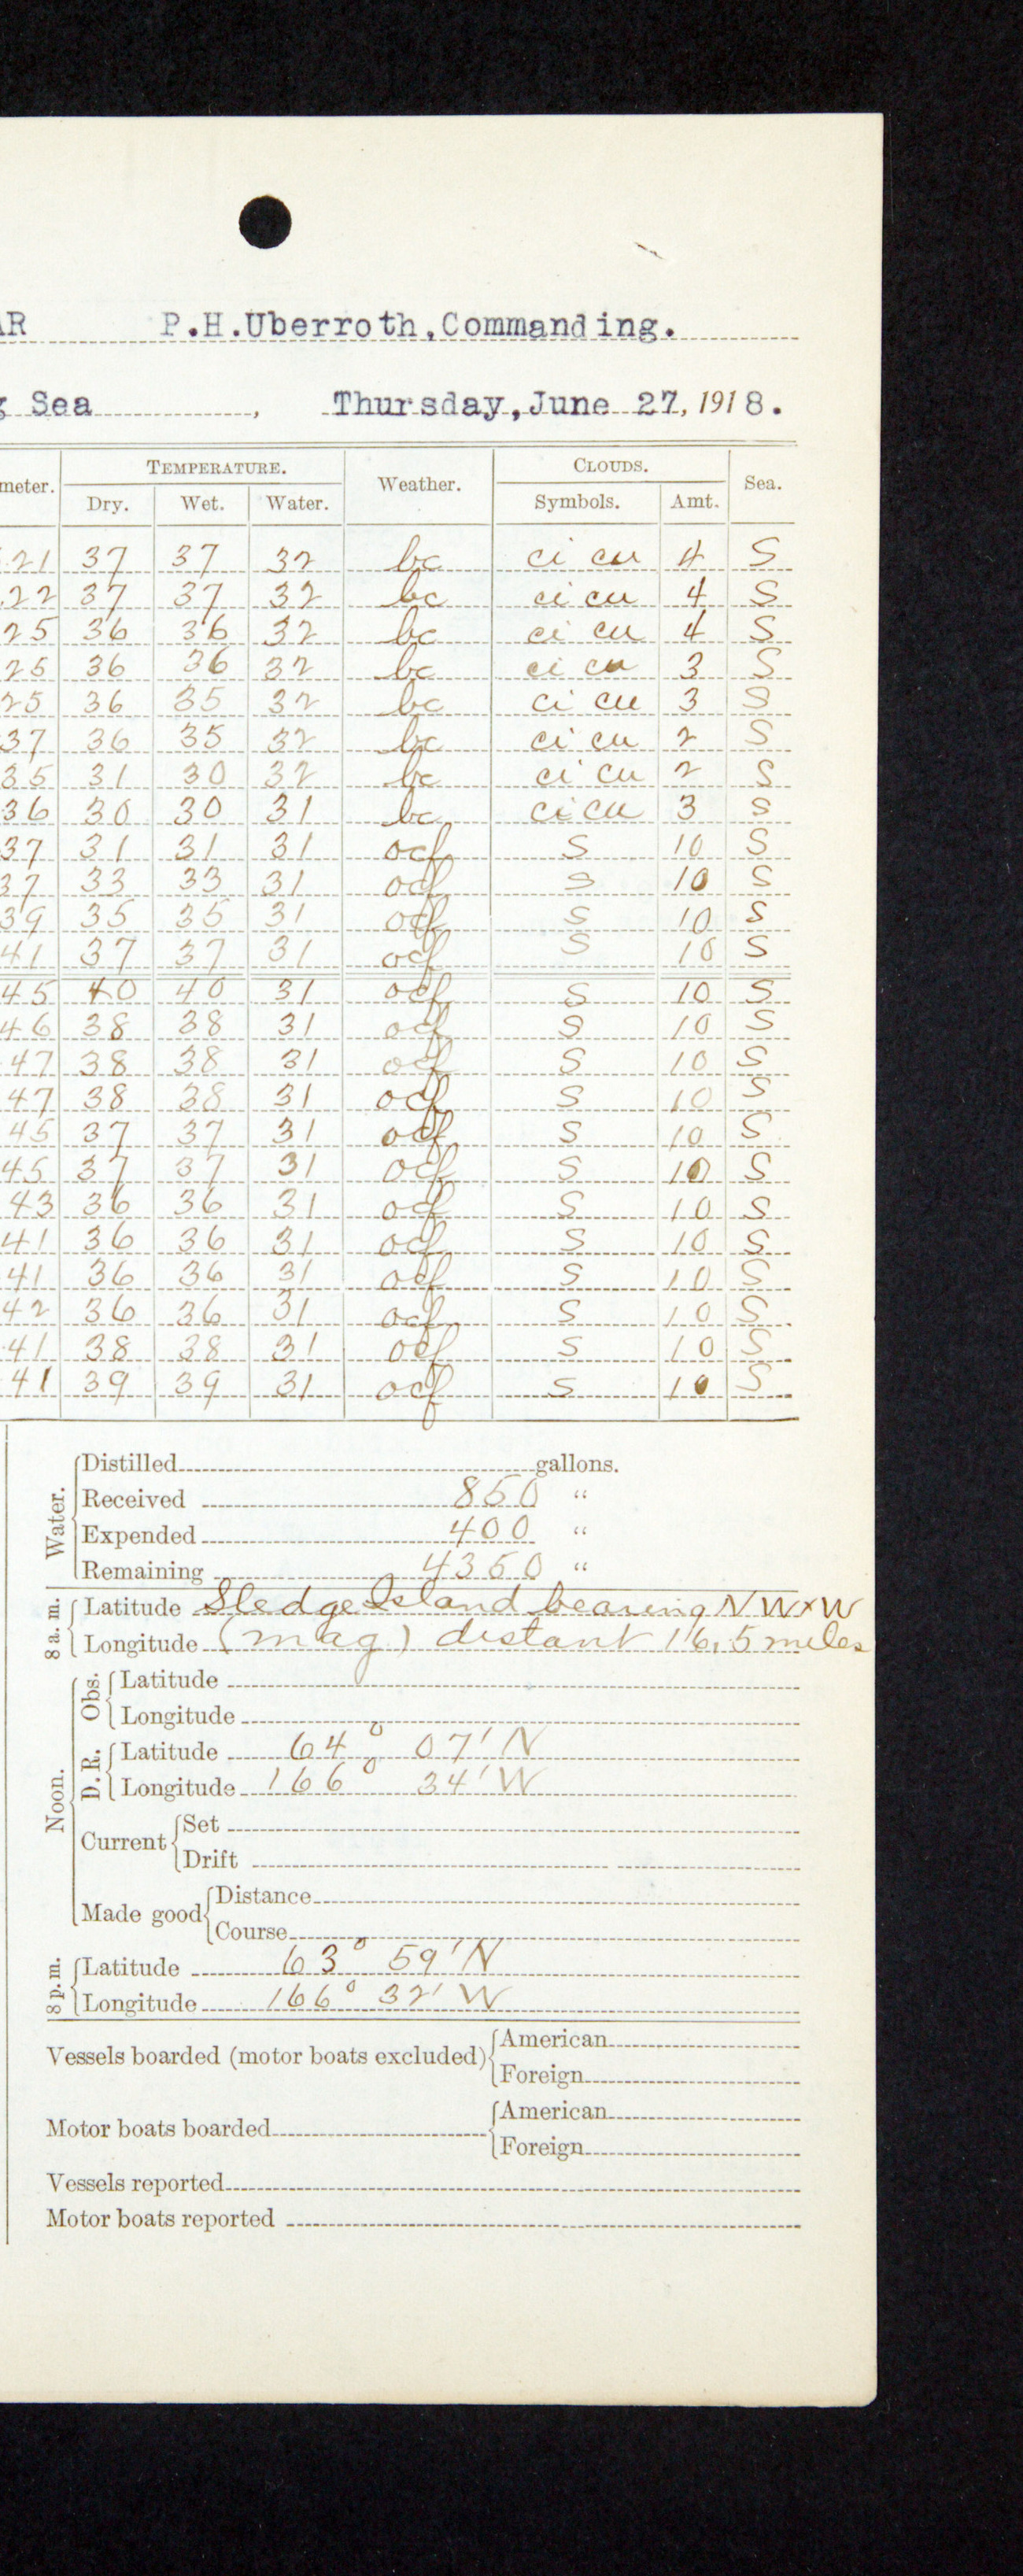 AR P.H.Uberroth,Commanding.
g Sea , Thursday,June 27, 1918.
meter. TEMPERATURE. Weather. CLOUDS. Sea.
Dry. Wet. Water. Symbols. Amt.
.21 37 37 32 bc ci cu 4 S
.22 37 37 32 bc ci cu 4 S
25 36 36 32 bc ci cu 4 S
25 36 36 32 bc ci cu 3 S
25 36 35 32 bc ci cu 3 S
37 36 35 32 bc ci cu 2 S
35 31 30 32 bc ci cu 2 S
36 30 30 31 bc ci cu 3 S
37 31 31 31 ocf S 10 S
37 33 33 31 ocf S 10 S
39 35 35 31 ocf S 10 S
41 37 37 31 ocf S 10 S
45 40 40 31 ocf S 10 S
46 38 38 31 ocf S 10 S
47 38 38 31 ocf S 10 S
47 38 38 31 ocf S 10 S
45 37 37 31 ocf S 10 S
45 37 37 31 ocf S 10 S
43 36 36 31 ocf S 10 S
41 36 36 31 ocf S 10 S
41 36 36 31 ocf S 10 S
42 36 36 31 ocf S 10 S
41 38 38 31 ocf S 10 S
41 39 39 31 ocf S 10 S
Water. Distilled gallons.
Received 850 "
Expended 400 "
Remaining 4350 "
8 a. m. Latitude Sledge Island bearing NWxW
Longitude (mag) distant 16.5 miles
Noon. Obs. Latitude
Longitude
D. R. Latitude 64° 07' N
Longitude 166° 34' W
Current Set
Drift
Made good Distance
Course
8 p. m. Latitude 63° 59' N
Longitude 166° 32' W
Vessels boarded (motor boats excluded) American
Foreign
Motor boats boarded American
Foreign
Vessels reported
Motor boats reported